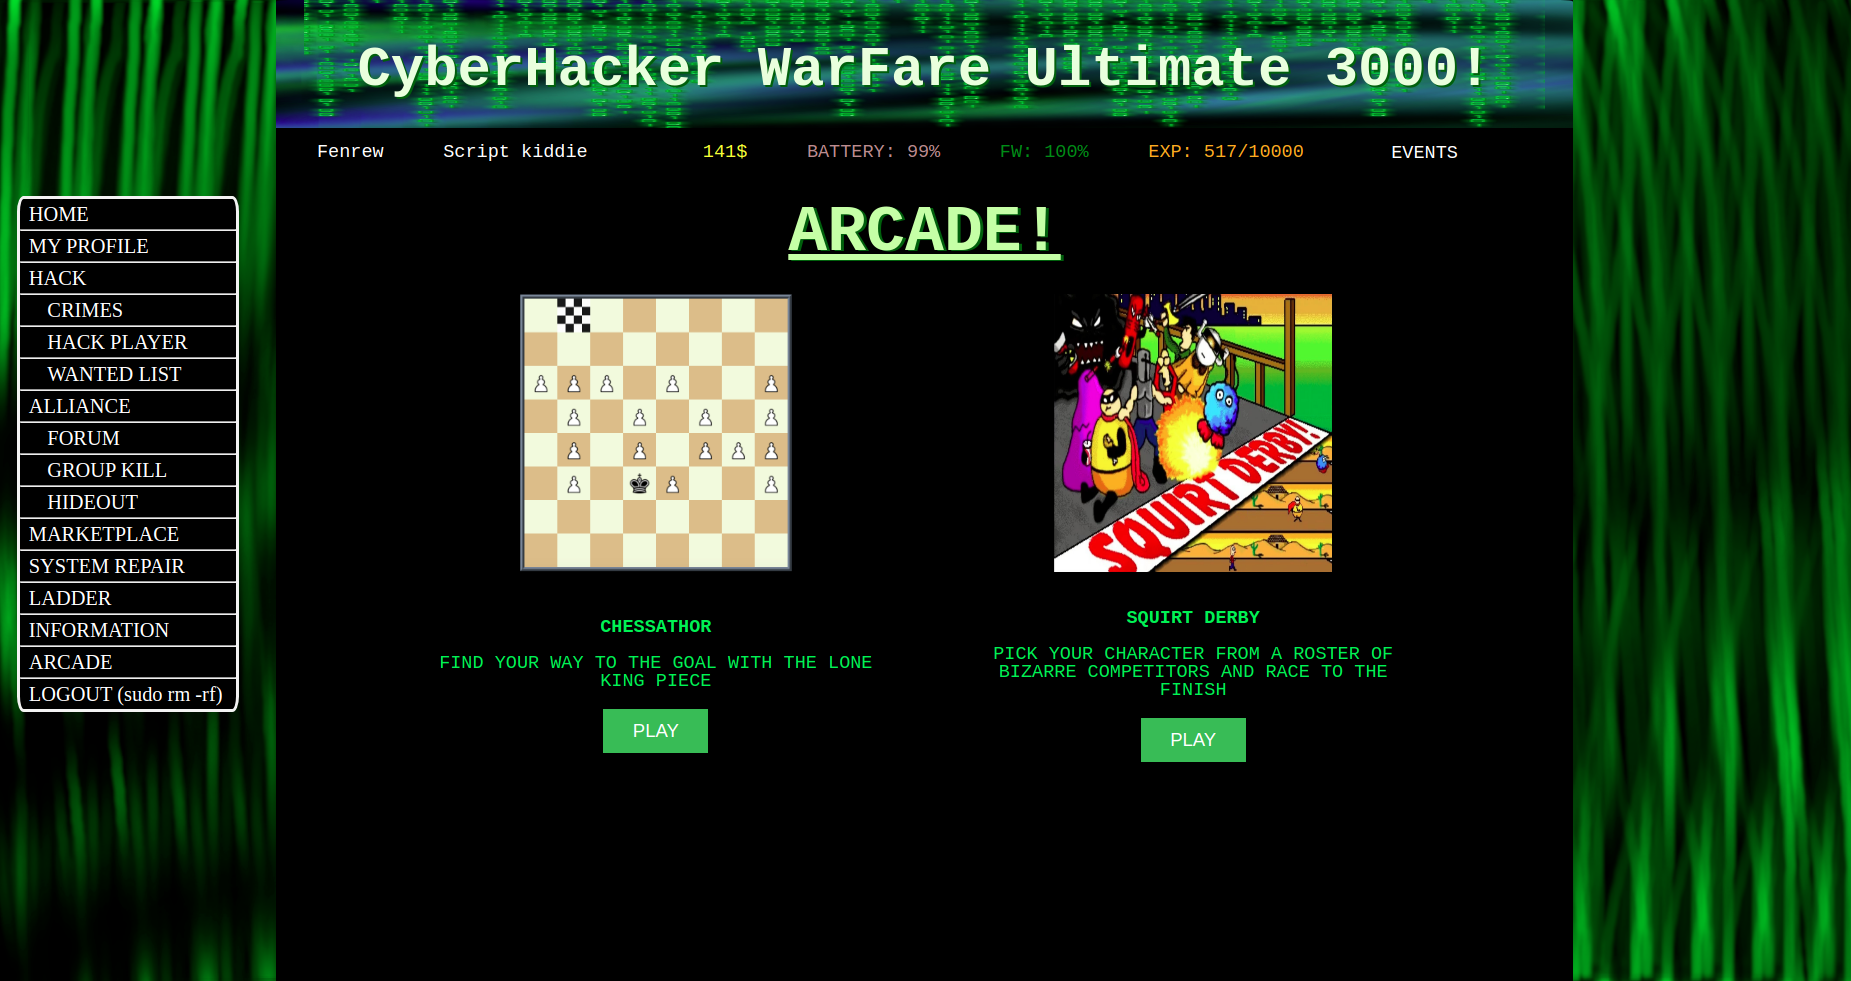 CyberHacker WarFare Ultimate 3000!
Fenrew Script kiddie 141$ BATTERY: 99% FW: 100% EXP: 517/10000 EVENTS
HOME
MY PROFILE
HACK
CRIMES
HACK PLAYER
WANTED LIST
ALLIANCE
FORUM
GROUP KILL
HIDEOUT
MARKETPLACE
SYSTEM REPAIR
LADDER
INFORMATION
ARCADE
LOGOUT (sudo rm -rf)
ARCADE!
CHESSATHOR
FIND YOUR WAY TO THE GOAL WITH THE LONE
KING PIECE
PLAY
SQUIRT DERBY!
SQUIRT DERBY
PICK YOUR CHARACTER FROM A ROSTER OF
BIZARRE COMPETITORS AND RACE TO THE
FINISH
PLAY